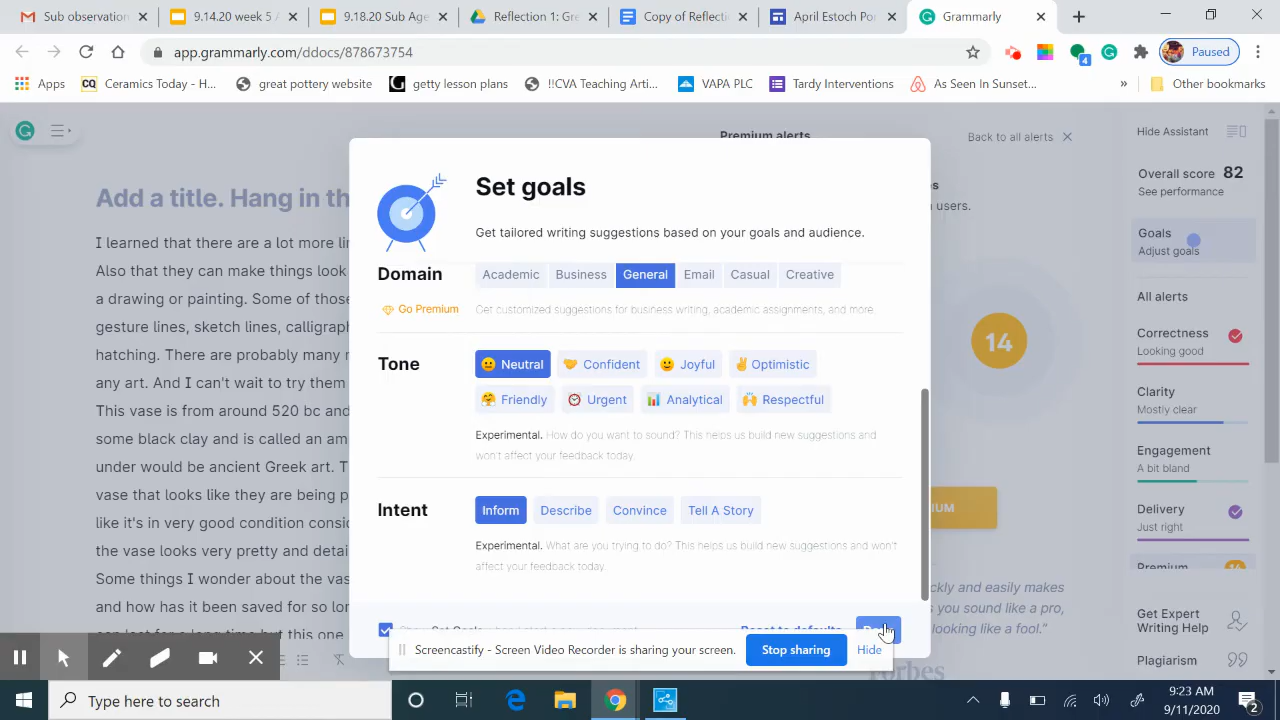 Sub observation
9.14.20 week 5 /
9.18.20 Sub Age
Reflection 1: Gre
Copy of Reflecti
April Estoch Por
Grammarly
app.grammarly.com/ddocs/878673754
4
Paused
Apps
CQ Ceramics Today - H...
great pottery website
getty lesson plans
!!CVA Teaching Arti...
VAPA PLC
Tardy Interventions
As Seen In Sunset...
»
Other bookmarks
Premium alerts
Back to all alerts
Hide Assistant
Add a title. Hang in th
I learned that there are a lot more
Also that they can make things look
a drawing or painting. Some of those
gesture lines, sketch lines, calligrap
hatching. There are probably many
any art. And I can't wait to try them
This vase is from around 520 bc and
some black clay and is called an am
under would be ancient Greek art. T
vase that looks like they are being p
like it's in very good condition consi
the vase looks very pretty and detai
Some things I wonder about the vas
and how has it been saved for so lo
Set goals
Get tailored writing suggestions based on your goals and audience.
Domain
Academic Business General Email Casual Creative
Go Premium
Get customized suggestions for business writing, academic assignments, and more.
Tone
Neutral Confident Joyful Optimistic
Friendly Urgent Analytical Respectful
Experimental. How do you want to sound? This helps us build new suggestions and
won't affect your feedback today.
Intent
Inform Describe Convince Tell A Story
Experimental. What are you trying to do? This helps us build new suggestions and won't
affect your feedback today.
Reset to defaults
es
n users.
14
UM
ckly and easily makes
s you sound like a pro,
looking like a fool."
Forbes
Overall score 82
See performance
Goals
Adjust goals
All alerts
Correctness
Looking good
Clarity
Mostly clear
Engagement
A bit bland
Delivery
Just right
Premium
Get Expert
Writing Help
Plagiarism
Screencastify - Screen Video Recorder is sharing your screen.
Stop sharing
Hide
Type here to search
9:23 AM
9/11/2020
2